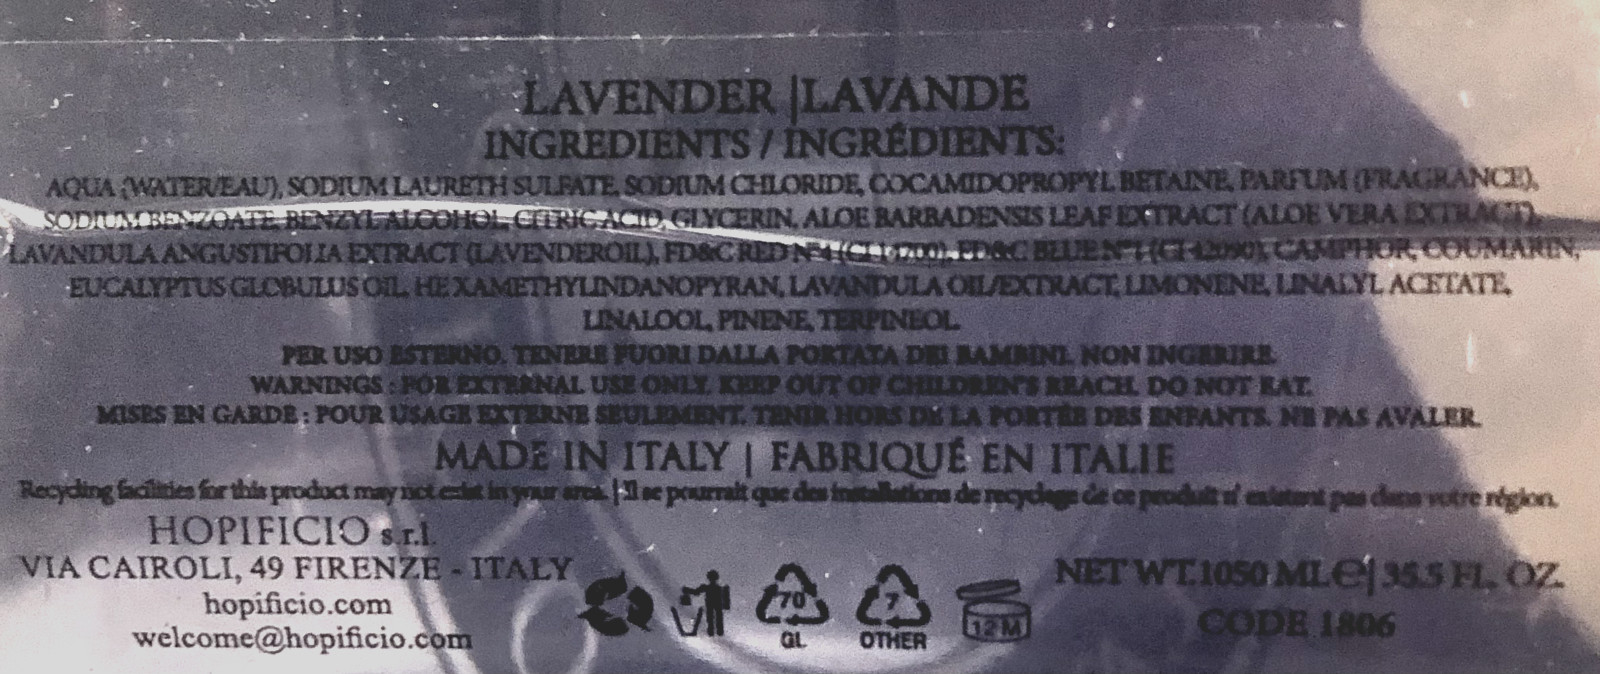 LAVENDER | LAVANDE
INGREDIENTS / INGRÉDIENTS:
AQUA (WATER/EAU), SODIUM LAURETH SULFATE, SODIUM CHLORIDE, COCAMIDOPROPYL BETAINE, PARFUM (FRAGRANCE),
SODIUM BENZOATE, BENZYL ALCOHOL, CITRIC ACID, GLYCERIN, ALOE BARBADENSIS LEAF EXTRACT (ALOE VERA EXTRACT),
LAVANDULA ANGUSTIFOLIA EXTRACT (LAVENDEROIL), FD&C RED N°4 (CI 14700), FD&C BLUE N°1 (CI 42090), CAMPHOR, COUMARIN,
EUCALYPTUS GLOBULUS OIL, HEXAMETHYLINDANOPYRAN, LAVANDULA OIL/EXTRACT, LIMONENE, LINALYL ACETATE,
LINALOOL, PINENE, TERPINEOL.
PER USO ESTERNO. TENERE FUORI DALLA PORTATA DEI BAMBINI. NON INGERIRE.
WARNINGS : FOR EXTERNAL USE ONLY. KEEP OUT OF CHILDREN'S REACH. DO NOT EAT.
MISES EN GARDE : POUR USAGE EXTERNE SEULEMENT. TENIR HORS DE LA PORTÉE DES ENFANTS. NE PAS AVALER.
MADE IN ITALY | FABRIQUÉ EN ITALIE
Recycling facilities for this product may not exist in your area. | Il se pourrait que des installations de recyclage de ce produit n'existent pas dans votre région.
HOPIFICIO s.r.l.
VIA CAIROLI, 49 FIRENZE - ITALY
hopificio.com
welcome@hopificio.com
70
GL
7
OTHER
12 M
NET WT.1050 ML ℮ | 35.5 FL. OZ.
CODE 1806